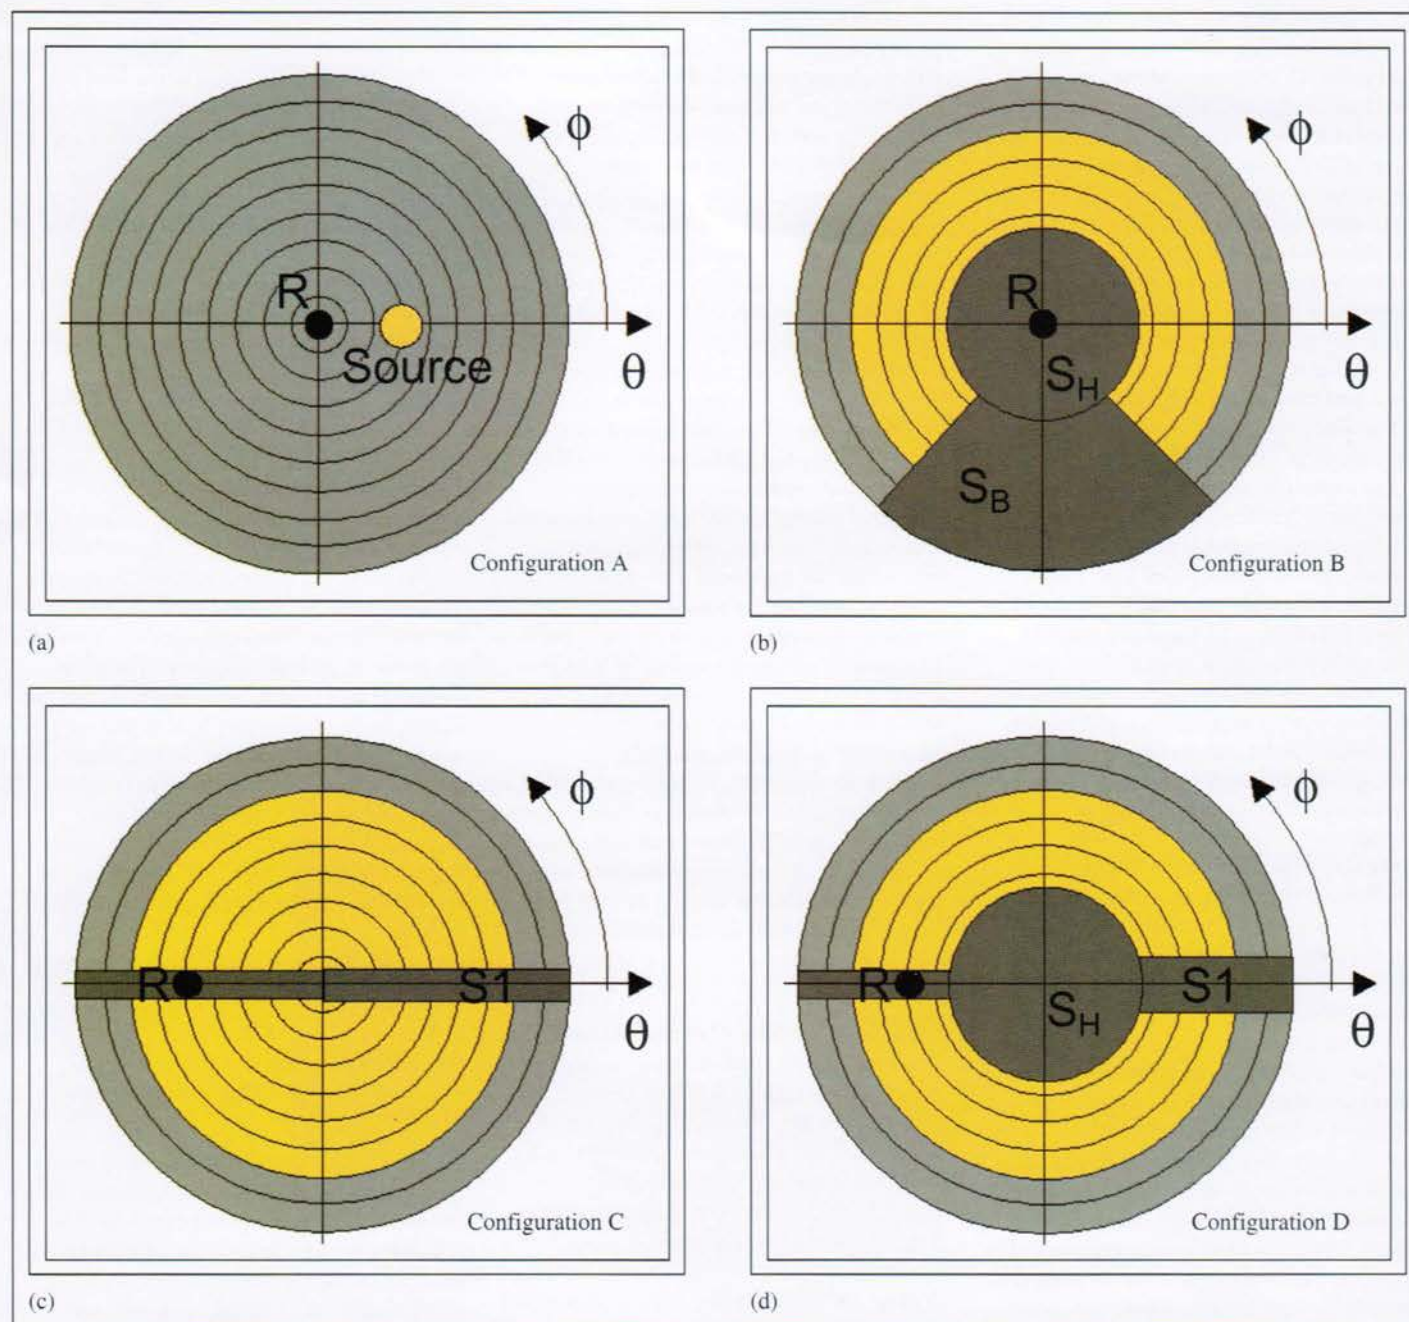 ϕ
R
Source
θ
Configuration A
(a)
ϕ
R
S_H
θ
S_B
Configuration B
(b)
ϕ
R
S1
θ
Configuration C
(c)
ϕ
R
S1
S_H
θ
Configuration D
(d)